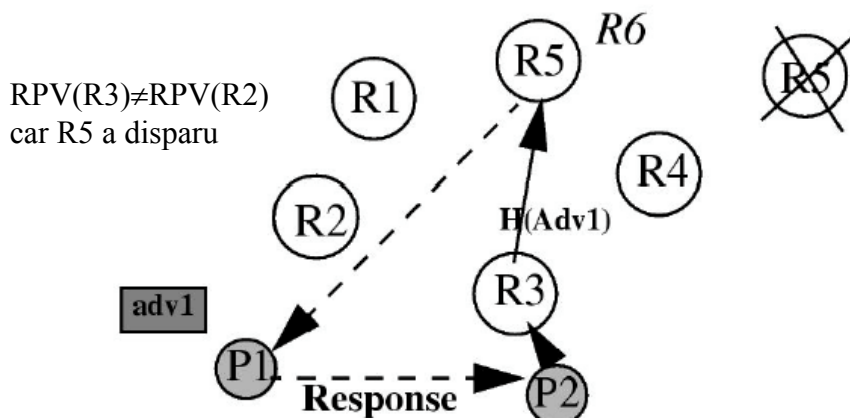 R6
R5
R5
RPV(R3)≠RPV(R2)
car R5 a disparu
R1
R4
R2
H(Adv1)
R3
adv1
P1
P2
Response